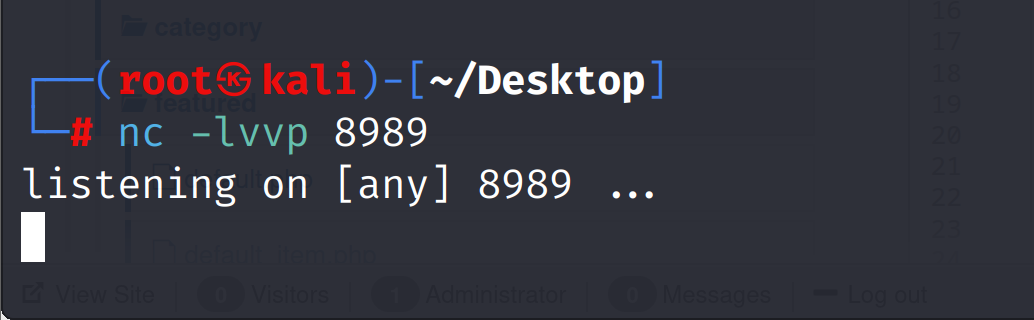 category
16
17
┌──(root㉿kali)-[~/Desktop]
18
featured
19
└─# nc -lvvp 8989
20
21
listening on [any] 8989 ...
22
23
default_item.php
View Site 0 Visitors 1 Administrator 0 Messages Log out